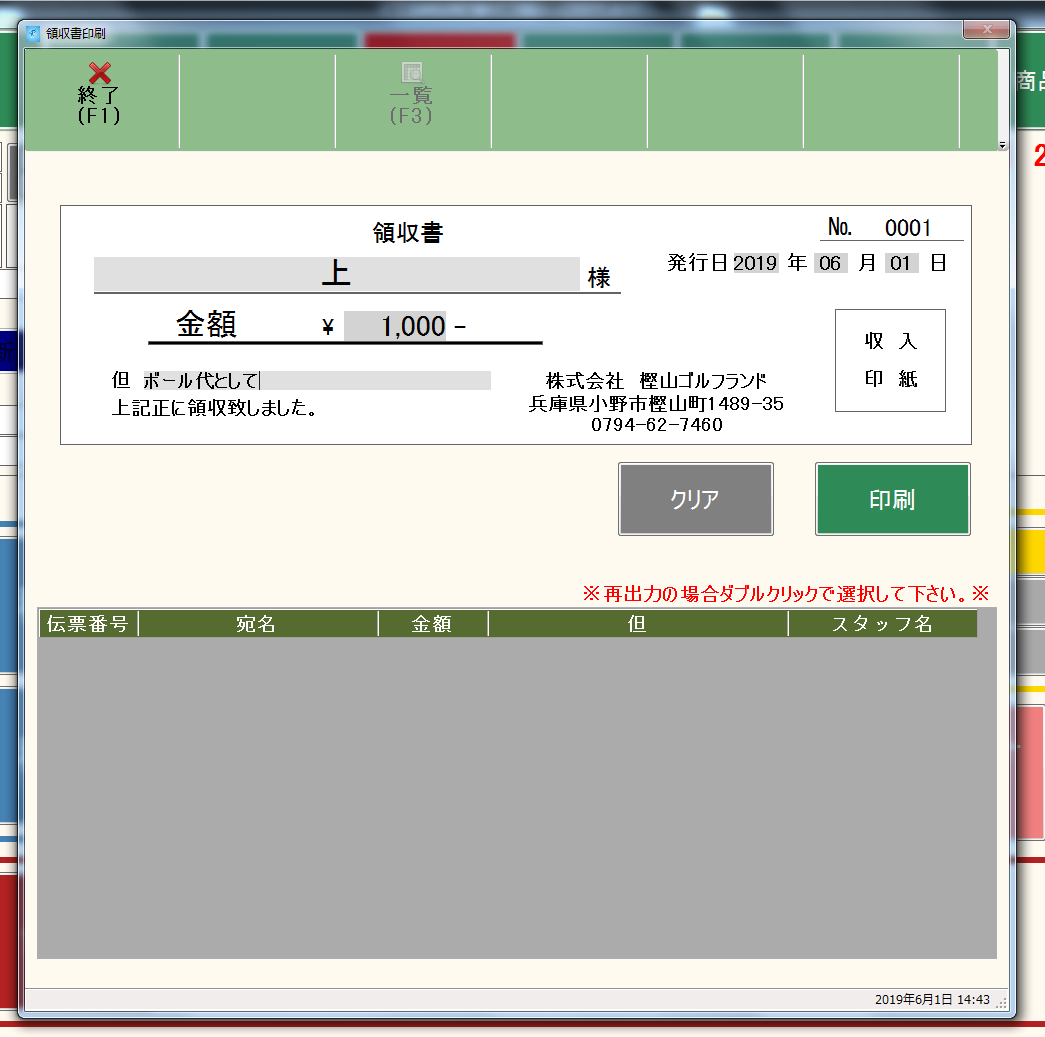 領収書印刷
終了
(F1)
一覧
(F3)
商品
2
領収書
No. 0001
発行日 2019 年 06 月 01 日
上 様
金額 ¥ 1,000 −
収 入
印 紙
但 ボール代として
上記正に領収致しました。
株式会社 樫山ゴルフランド
兵庫県小野市樫山町1489-35
0794-62-7460
クリア
印刷
※再出力の場合ダブルクリックで選択して下さい。※
伝票番号 宛名 金額 但 スタッフ名
2019年6月1日 14:43